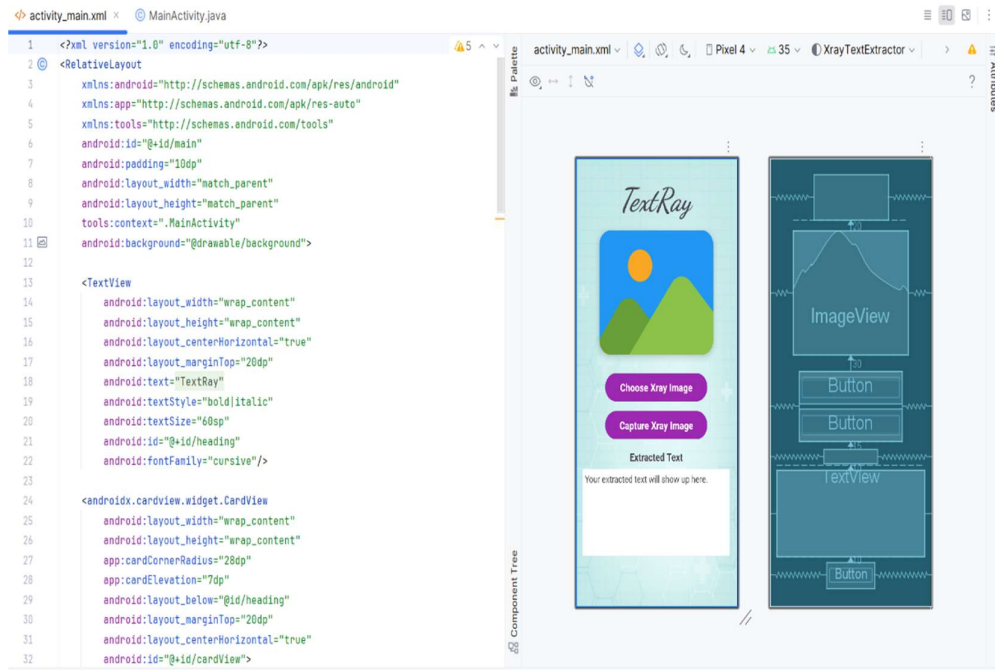 activity_main.xml
MainActivity.java
1 <?xml version="1.0" encoding="utf-8"?>
2 <RelativeLayout
3 xmlns:android="http://schemas.android.com/apk/res/android"
4 xmlns:app="http://schemas.android.com/apk/res-auto"
5 xmlns:tools="http://schemas.android.com/tools"
6 android:id="@+id/main"
7 android:padding="10dp"
8 android:layout_width="match_parent"
9 android:layout_height="match_parent"
10 tools:context=".MainActivity"
11 android:background="@drawable/background">
12
13 <TextView
14 android:layout_width="wrap_content"
15 android:layout_height="wrap_content"
16 android:layout_centerHorizontal="true"
17 android:layout_marginTop="20dp"
18 android:text="TextRay"
19 android:textStyle="bold|italic"
20 android:textSize="60sp"
21 android:id="@+id/heading"
22 android:fontFamily="cursive"/>
23
24 <androidx.cardview.widget.CardView
25 android:layout_width="wrap_content"
26 android:layout_height="wrap_content"
27 app:cardCornerRadius="28dp"
28 app:cardElevation="7dp"
29 android:layout_below="@id/heading"
30 android:layout_marginTop="20dp"
31 android:layout_centerHorizontal="true"
32 android:id="@+id/cardView">
5
Palette
Component Tree
activity_main.xml
Pixel 4
35
XrayTextExtractor
Attributes
?
TextRay
Choose Xray Image
Capture Xray Image
Extracted Text
Your extracted text will show up here.
ImageView
30
Button
Button
TextView
Button